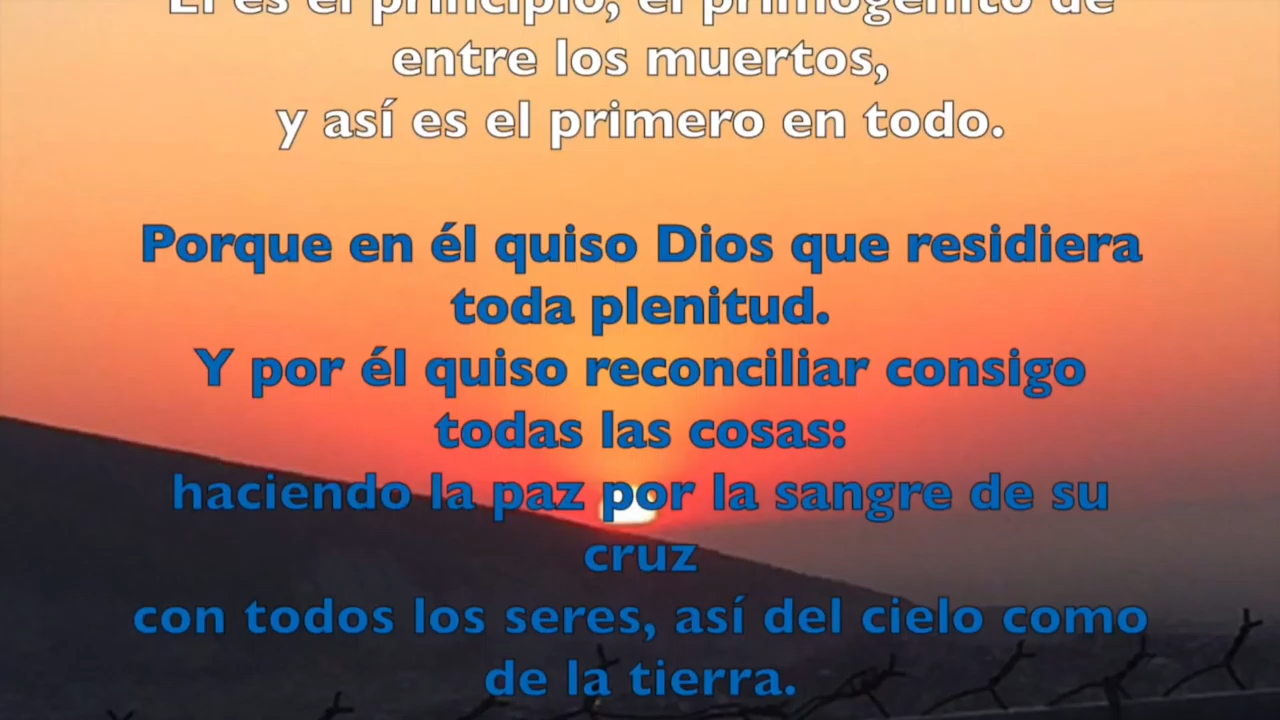 Él es el principio, el primogénito de
entre los muertos,
y así es el primero en todo.
Porque en él quiso Dios que residiera
toda plenitud.
Y por él quiso reconciliar consigo
todas las cosas:
haciendo la paz por la sangre de su
cruz
con todos los seres, así del cielo como
de la tierra.